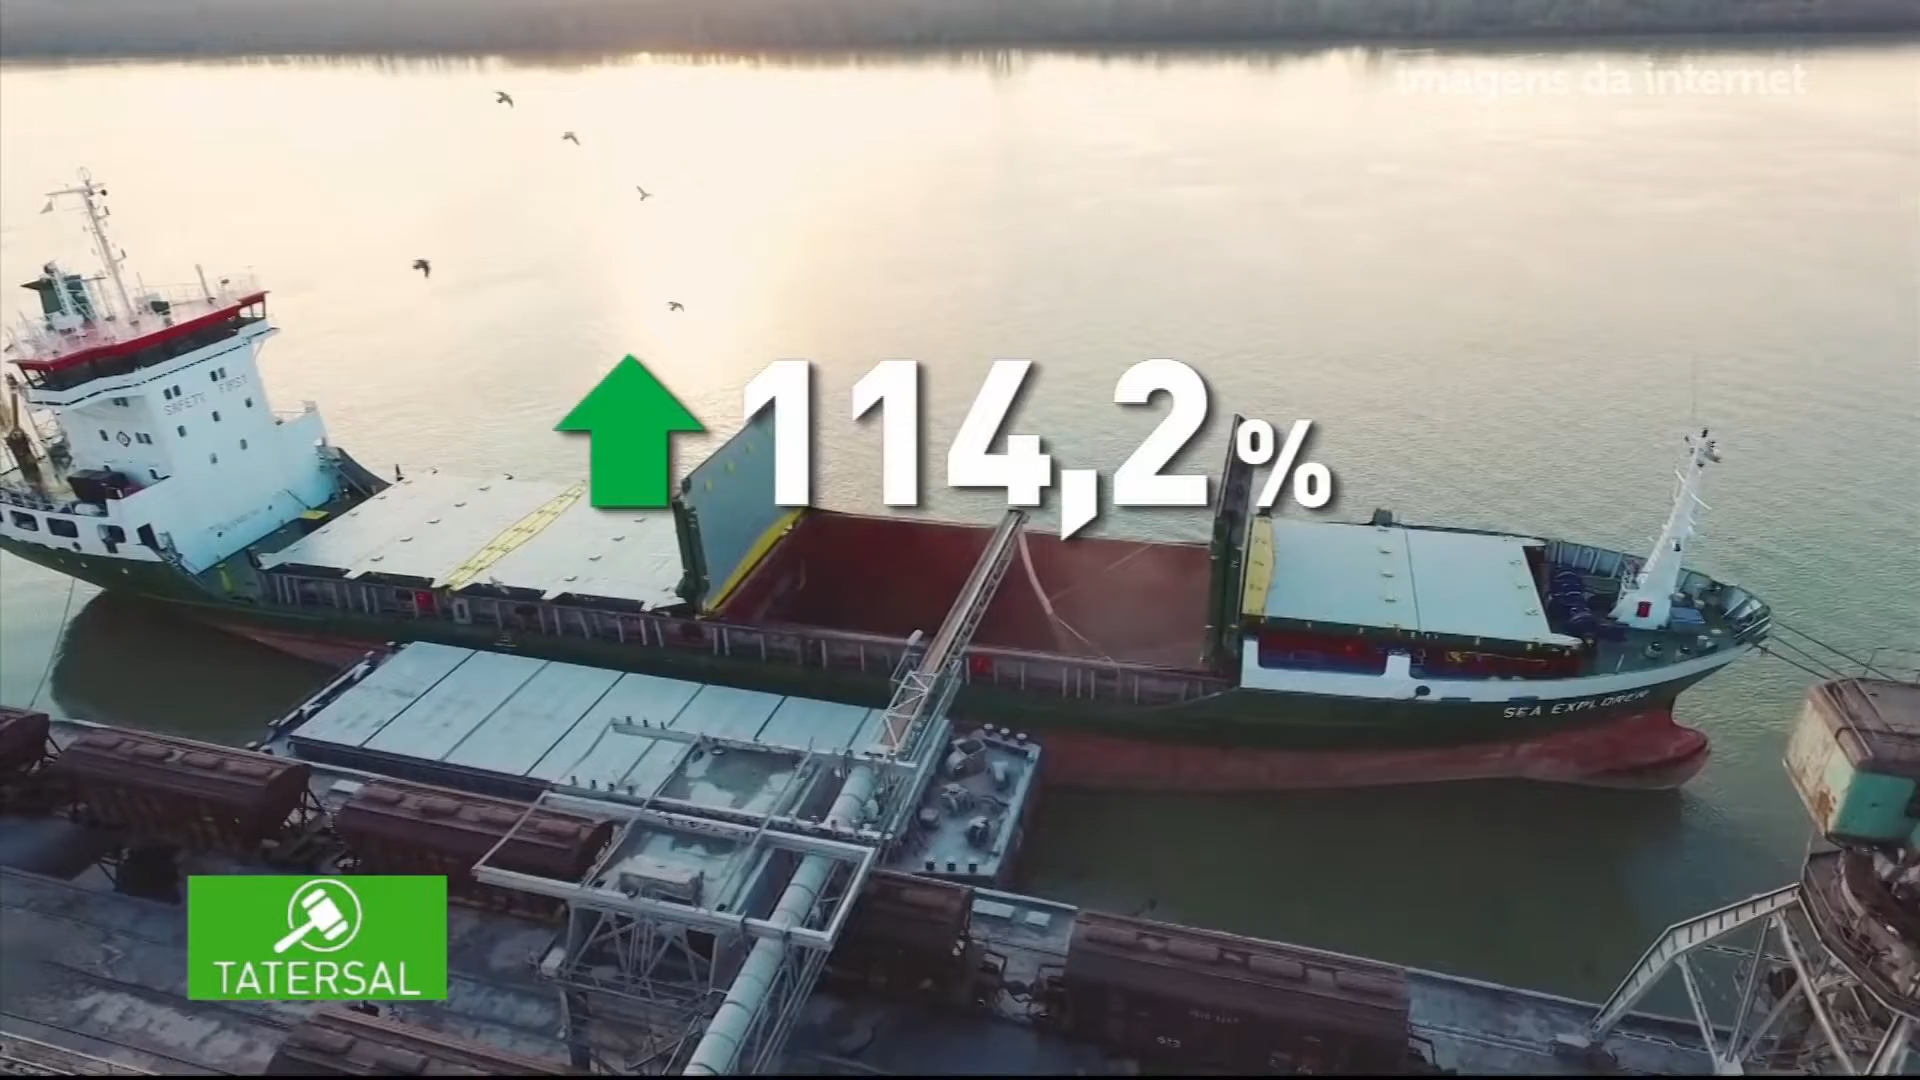 imagens da internet
114,2%
SAFETY FIRST
SEA EXPLORER
TATERSAL